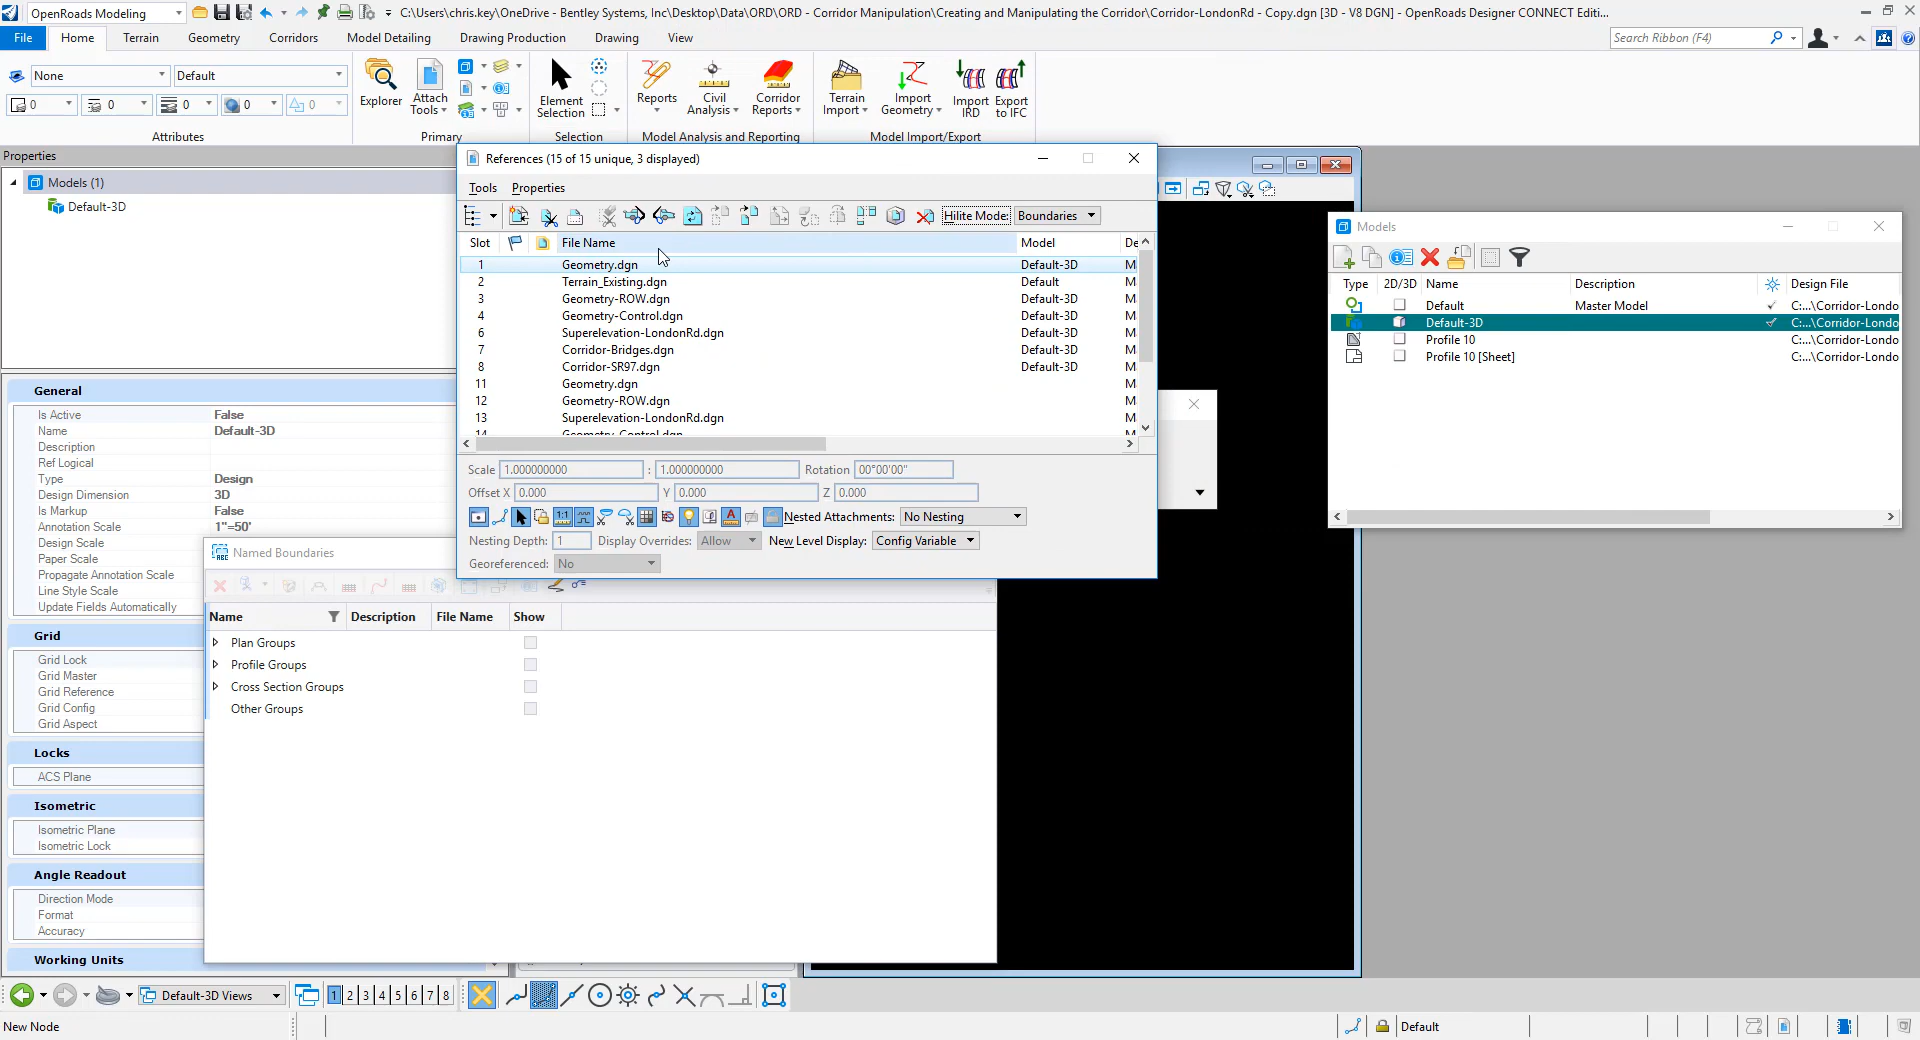 OpenRoads Modeling
C:\Users\chris.key\OneDrive - Bentley Systems, Inc\Desktop\Data\ORD\ORD - Corridor Manipulation\Creating and Manipulating the Corridor\Corridor-LondonRd - Copy.dgn [3D - V8 DGN] - OpenRoads Designer CONNECT Editi...
File Home Terrain Geometry Corridors Model Detailing Drawing Production Drawing View
Search Ribbon (F4)
None Default
0 0 0 0 0
Attributes
Explorer
Attach Tools
Primary
Element Selection
Selection
Reports
Civil Analysis
Corridor Reports
Model Analysis and Reporting
Terrain Import
Import Geometry
Import IRD
Export to IFC
Model Import/Export
Properties
Models (1)
Default-3D
General
Is Active False
Name Default-3D
Description
Ref Logical
Type Design
Design Dimension 3D
Is Markup False
Annotation Scale 1"=50'
Design Scale
Paper Scale
Propagate Annotation Scale
Line Style Scale
Update Fields Automatically
Grid
Grid Lock
Grid Master
Grid Reference
Grid Config
Grid Aspect
Locks
ACS Plane
Isometric
Isometric Plane
Isometric Lock
Angle Readout
Direction Mode
Format
Accuracy
Working Units
References (15 of 15 unique, 3 displayed)
Tools Properties
Hilite Mode: Boundaries
Slot File Name Model De
1 Geometry.dgn Default-3D M
2 Terrain_Existing.dgn Default M
3 Geometry-ROW.dgn Default-3D M
4 Geometry-Control.dgn Default-3D M
6 Superelevation-LondonRd.dgn Default-3D M
7 Corridor-Bridges.dgn Default-3D M
8 Corridor-SR97.dgn Default-3D M
11 Geometry.dgn M
12 Geometry-ROW.dgn M
13 Superelevation-LondonRd.dgn M
14 Geometry-Control.dgn M
Scale 1.000000000 : 1.000000000 Rotation 00°00'00"
Offset X 0.000 Y 0.000 Z 0.000
1:1 Nested Attachments: No Nesting
Nesting Depth: 1 Display Overrides: Allow New Level Display: Config Variable
Georeferenced: No
Named Boundaries
Name Description File Name Show
Plan Groups
Profile Groups
Cross Section Groups
Other Groups
Models
Type 2D/3D Name Description Design File
Default Master Model C:...\Corridor-Londo
Default-3D C:...\Corridor-Londo
Profile 10 C:...\Corridor-Londo
Profile 10 [Sheet] C:...\Corridor-Londo
Default-3D Views
1 2 3 4 5 6 7 8
New Node
Default